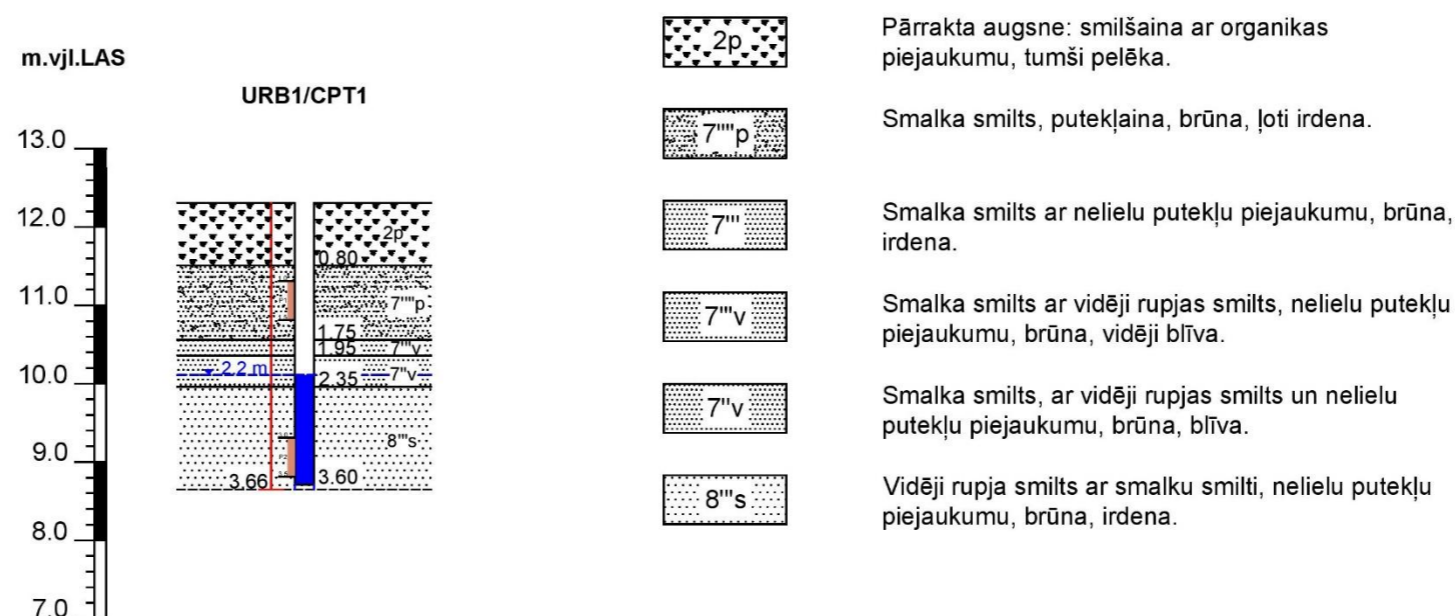 m.vjl.LAS
URB1/CPT1
13.0
12.0
11.0
10.0
9.0
8.0
7.0
2p
0.80
7""p
1.75
1.95
7'"v
2.2 m
2.35
7"v
8'"s
3.66
3.60
2p
Pārrakta augsne: smilšaina ar organikas
piejaukumu, tumši pelēka.
7""p
Smalka smilts, putekļaina, brūna, ļoti irdena.
7'"
Smalka smilts ar nelielu putekļu piejaukumu, brūna,
irdena.
7'"v
Smalka smilts ar vidēji rupjas smilts, nelielu putekļu
piejaukumu, brūna, vidēji blīva.
7"v
Smalka smilts, ar vidēji rupjas smilts un nelielu
putekļu piejaukumu, brūna, blīva.
8'"s
Vidēji rupja smilts ar smalku smilti, nelielu putekļu
piejaukumu, brūna, irdena.